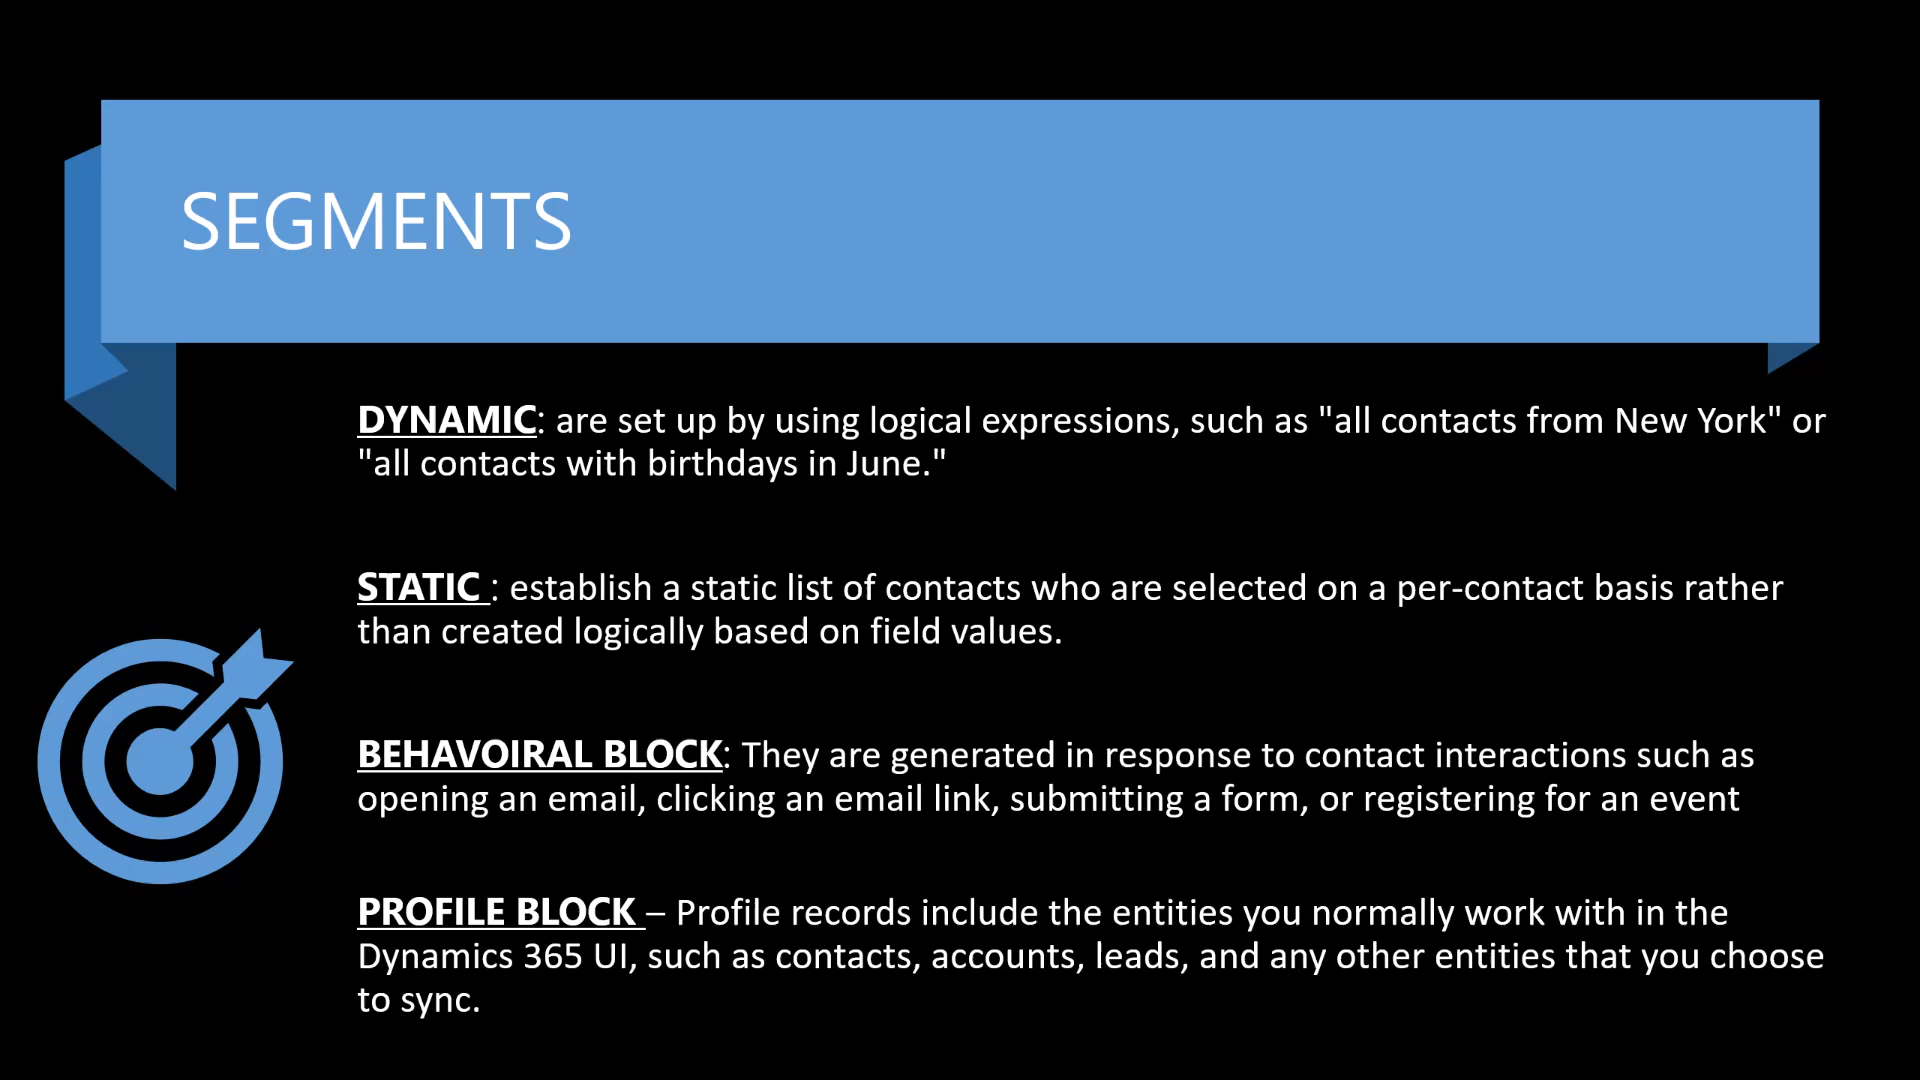 SEGMENTS
DYNAMIC: are set up by using logical expressions, such as "all contacts from New York" or
"all contacts with birthdays in June."
STATIC : establish a static list of contacts who are selected on a per-contact basis rather
than created logically based on field values.
BEHAVOIRAL BLOCK: They are generated in response to contact interactions such as
opening an email, clicking an email link, submitting a form, or registering for an event
PROFILE BLOCK – Profile records include the entities you normally work with in the
Dynamics 365 UI, such as contacts, accounts, leads, and any other entities that you choose
to sync.